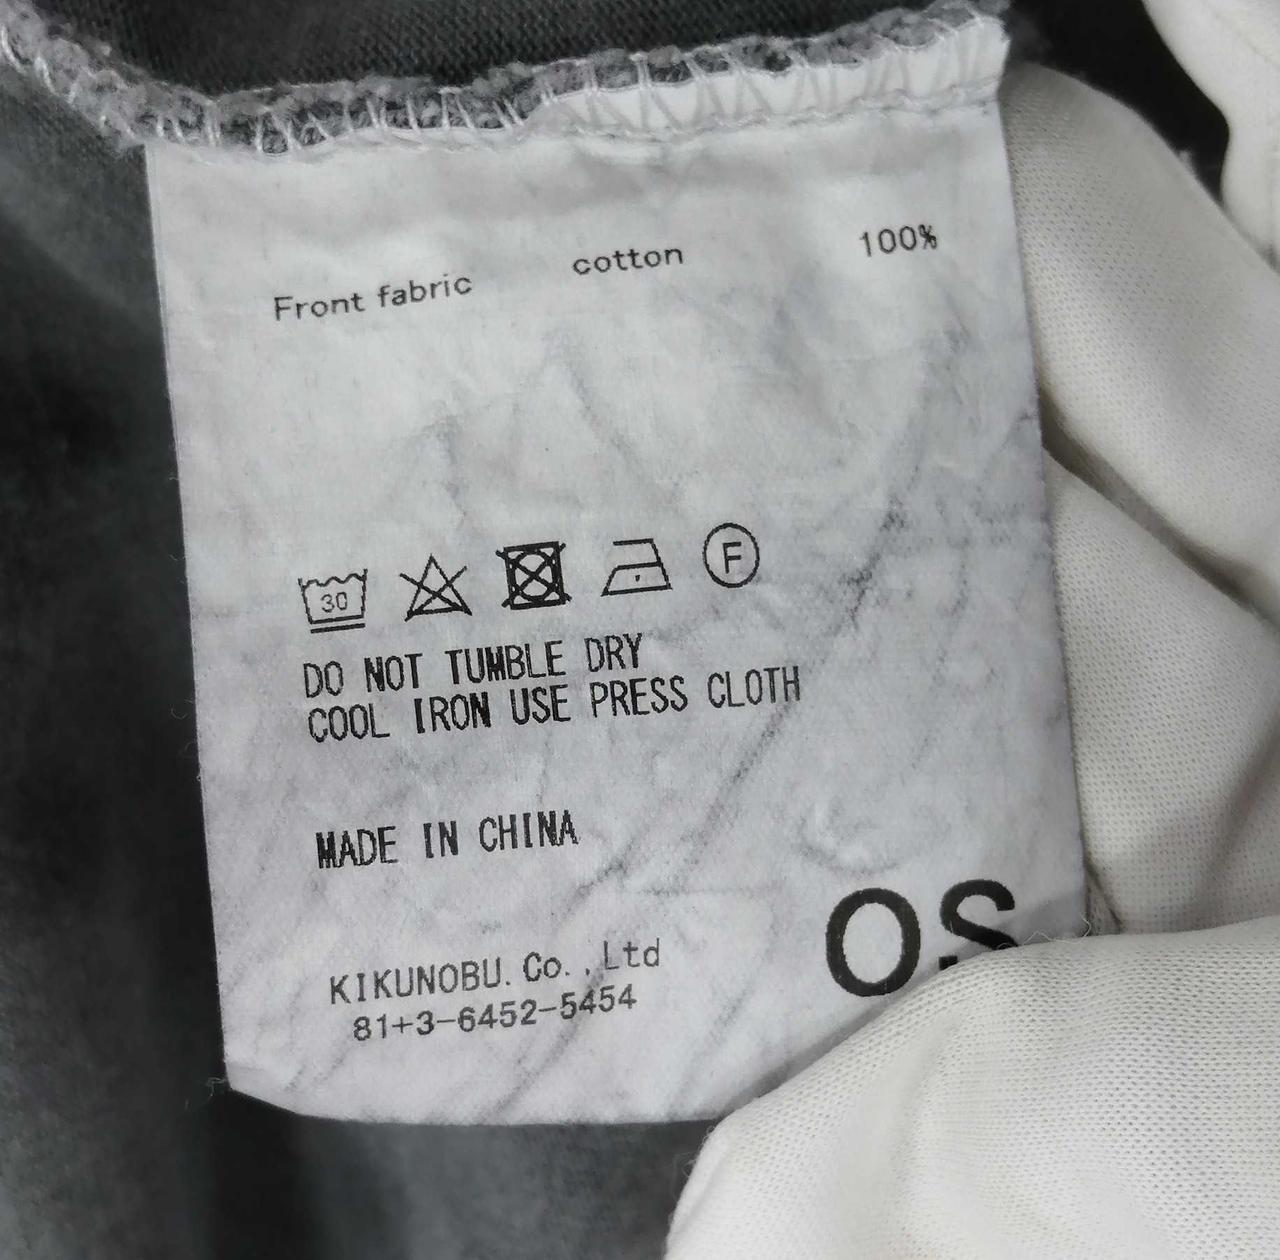 Front fabric cotton 100%
30 F
DO NOT TUMBLE DRY
COOL IRON USE PRESS CLOTH
MADE IN CHINA
OS
KIKUNOBU. Co. , Ltd
81+3-6452-5454